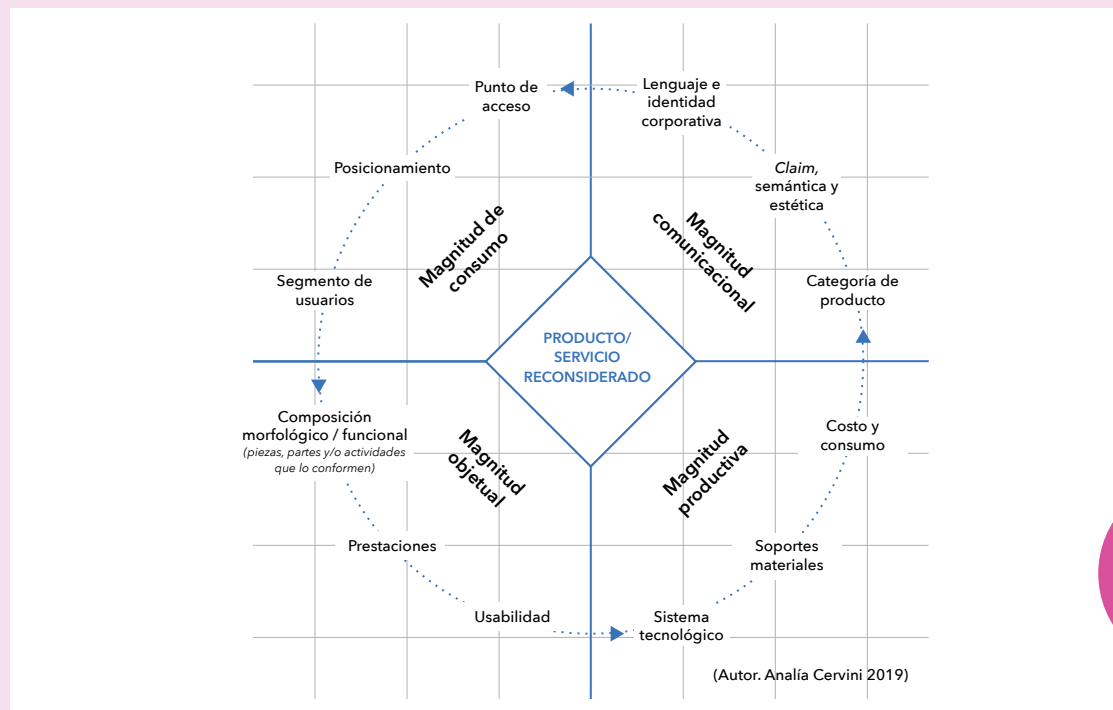 Punto de
acceso
Lenguaje e
identidad
corporativa
Posicionamiento
Claim,
semántica y
estética
Magnitud de
consumo
Magnitud
comunicacional
Segmento de
usuarios
Categoría de
producto
PRODUCTO/
SERVICIO
RECONSIDERADO
Composición
morfológico / funcional
(piezas, partes y/o actividades
que lo conformen)
Magnitud
objetual
Magnitud
productiva
Costo y
consumo
Prestaciones
Soportes
materiales
Usabilidad
Sistema
tecnológico
(Autor. Analía Cervini 2019)